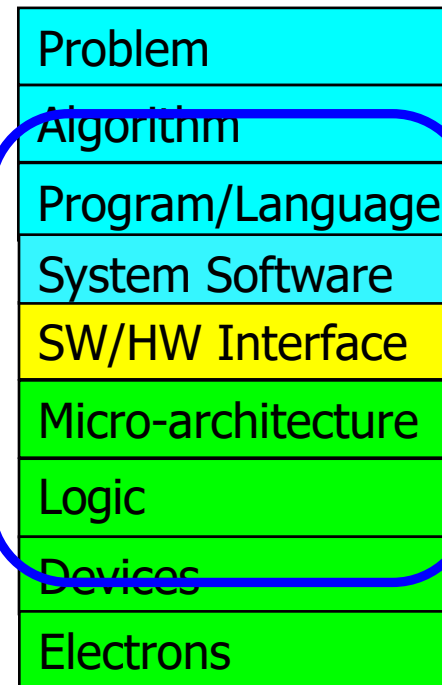 Problem
Algorithm
Program/Language
System Software
SW/HW Interface
Micro-architecture
Logic
Devices
Electrons